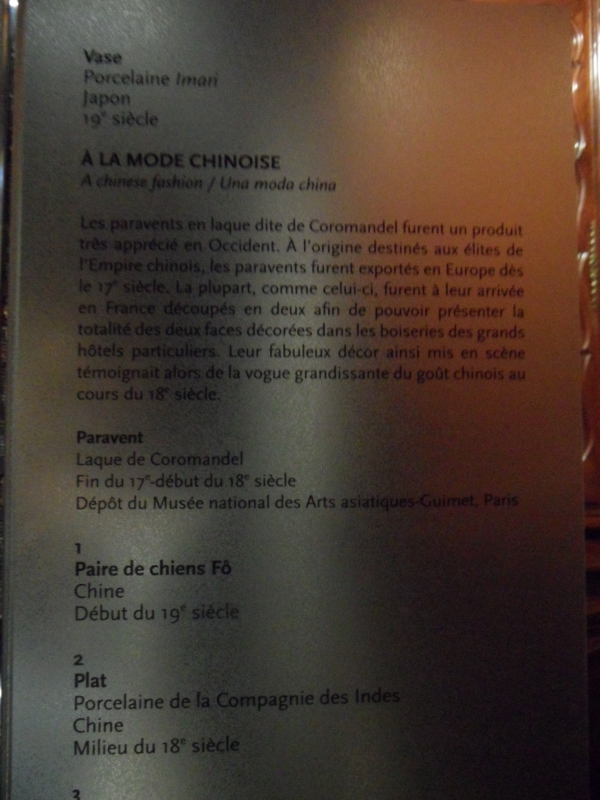 Vase
Porcelaine Imari
Japon
19e siècle
À LA MODE CHINOISE
A chinese fashion / Una moda china
Les paravents en laque dite de Coromandel furent un produit
très apprécié en Occident. À l'origine destinés aux élites de
l'Empire chinois, les paravents furent exportés en Europe dès
le 17e siècle. La plupart, comme celui-ci, furent à leur arrivée
en France découpés en deux afin de pouvoir présenter la
totalité des deux faces décorées dans les boiseries des grands
hôtels particuliers. Leur fabuleux décor ainsi mis en scène
témoignait alors de la vogue grandissante du goût chinois au
cours du 18e siècle.
Paravent
Laque de Coromandel
Fin du 17e-début du 18e siècle
Dépôt du Musée national des Arts asiatiques-Guimet, Paris
1
Paire de chiens Fô
Chine
Début du 19e siècle
2
Plat
Porcelaine de la Compagnie des Indes
Chine
Milieu du 18e siècle
3